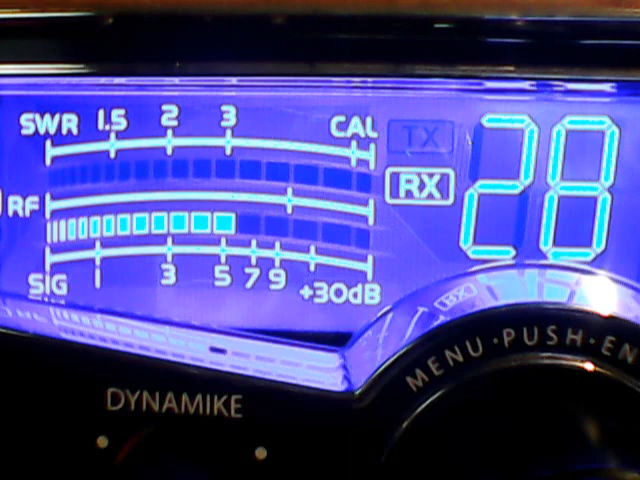 SWR 1.5 2 3 CAL
TX
RX
28
RF
SIG 1 3 5 7 9 +30dB
MENU·PUSH·EN
DYNAMIKE